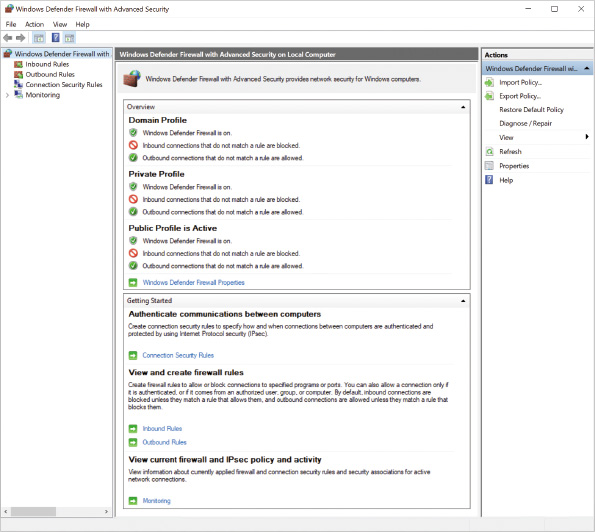 Windows Defender Firewall with Advanced Security
File Action View Help
Windows Defender Firewall with
Inbound Rules
Outbound Rules
Connection Security Rules
Monitoring
Windows Defender Firewall with Advanced Security on Local Computer
Windows Defender Firewall with Advanced Security provides network security for Windows computers.
Overview
Domain Profile
Windows Defender Firewall is on.
Inbound connections that do not match a rule are blocked.
Outbound connections that do not match a rule are allowed.
Private Profile
Windows Defender Firewall is on.
Inbound connections that do not match a rule are blocked.
Outbound connections that do not match a rule are allowed.
Public Profile is Active
Windows Defender Firewall is on.
Inbound connections that do not match a rule are blocked.
Outbound connections that do not match a rule are allowed.
Windows Defender Firewall Properties
Getting Started
Authenticate communications between computers
Create connection security rules to specify how and when connections between computers are authenticated and
protected by using Internet Protocol security (IPsec).
Connection Security Rules
View and create firewall rules
Create firewall rules to allow or block connections to specified programs or ports. You can also allow a connection only if
it is authenticated, or if it comes from an authorized user, group, or computer. By default, inbound connections are
blocked unless they match a rule that allows them, and outbound connections are allowed unless they match a rule that
blocks them.
Inbound Rules
Outbound Rules
View current firewall and IPsec policy and activity
View information about currently applied firewall and connection security rules and security associations for active
network connections.
Monitoring
Actions
Windows Defender Firewall wi...
Import Policy...
Export Policy...
Restore Default Policy
Diagnose / Repair
View
Refresh
Properties
Help